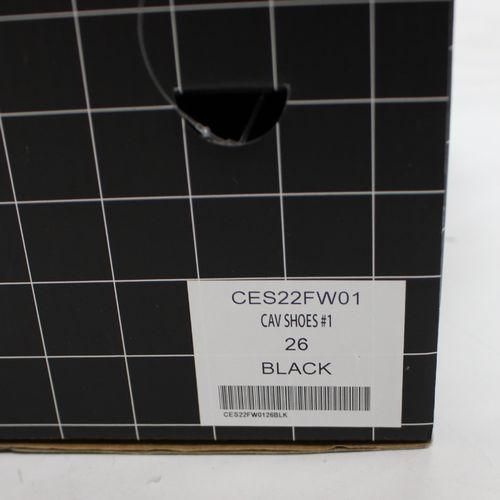 CES22FW01
CAV SHOES #1
26
BLACK
CES22FW0126BLK